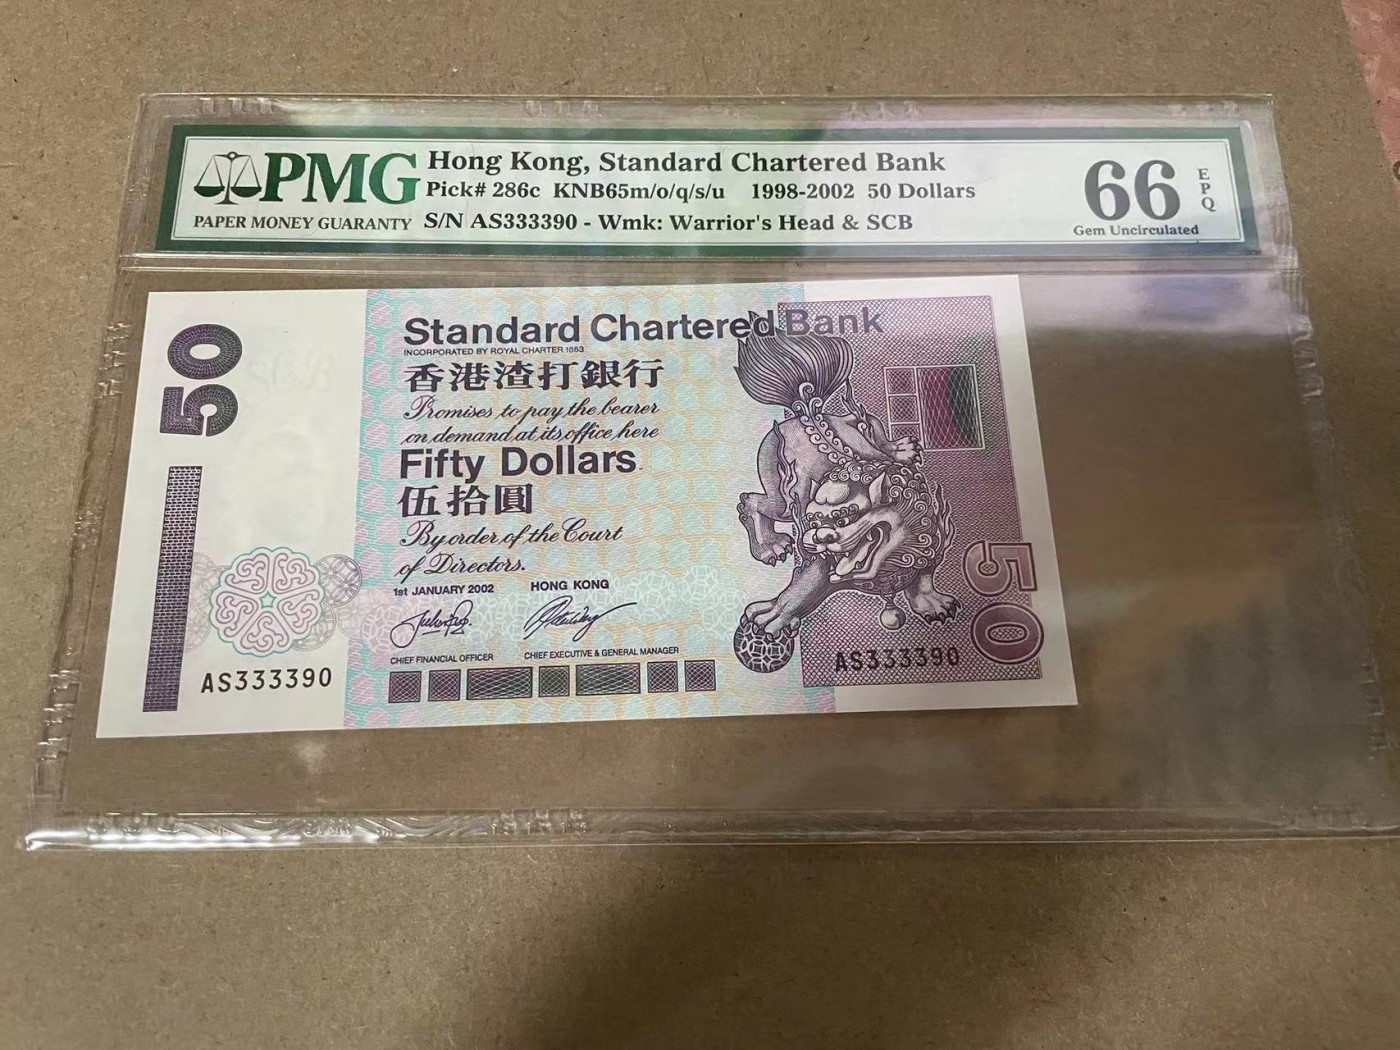 PMG
PAPER MONEY GUARANTY
Hong Kong, Standard Chartered Bank
Pick# 286c KNB65m/o/q/s/u 1998-2002 50 Dollars
S/N AS333390 - Wmk: Warrior's Head & SCB
66
EPQ
Gem Uncirculated
50
Standard Chartered Bank
INCORPORATED BY ROYAL CHARTER 1853
香港渣打銀行
Promises to pay the bearer
on demand at its office here
Fifty Dollars
伍拾圓
By order of the Court
of Directors.
1st JANUARY 2002 HONG KONG
CHIEF FINANCIAL OFFICER CHIEF EXECUTIVE & GENERAL MANAGER
AS333390
AS333390
50